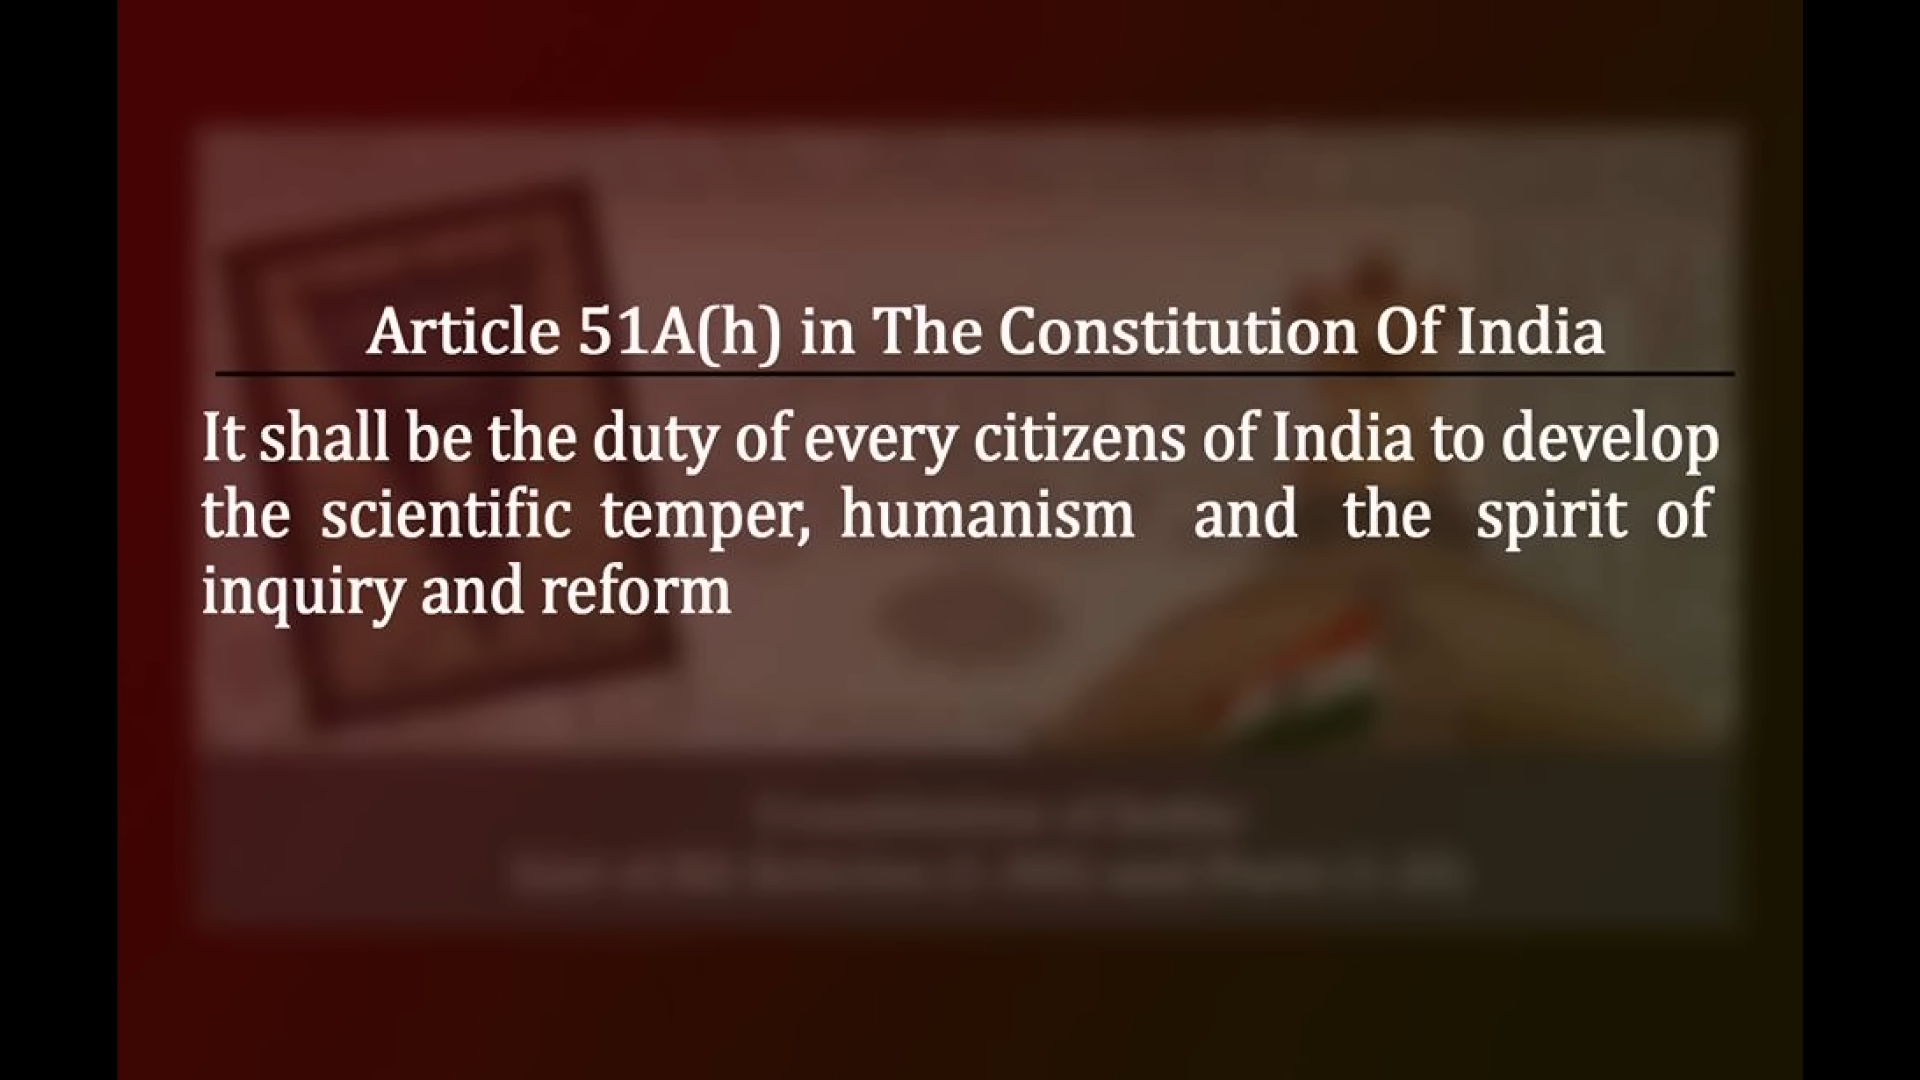 Article 51A(h) in The Constitution Of India
It shall be the duty of every citizens of India to develop
the scientific temper, humanism and the spirit of
inquiry and reform